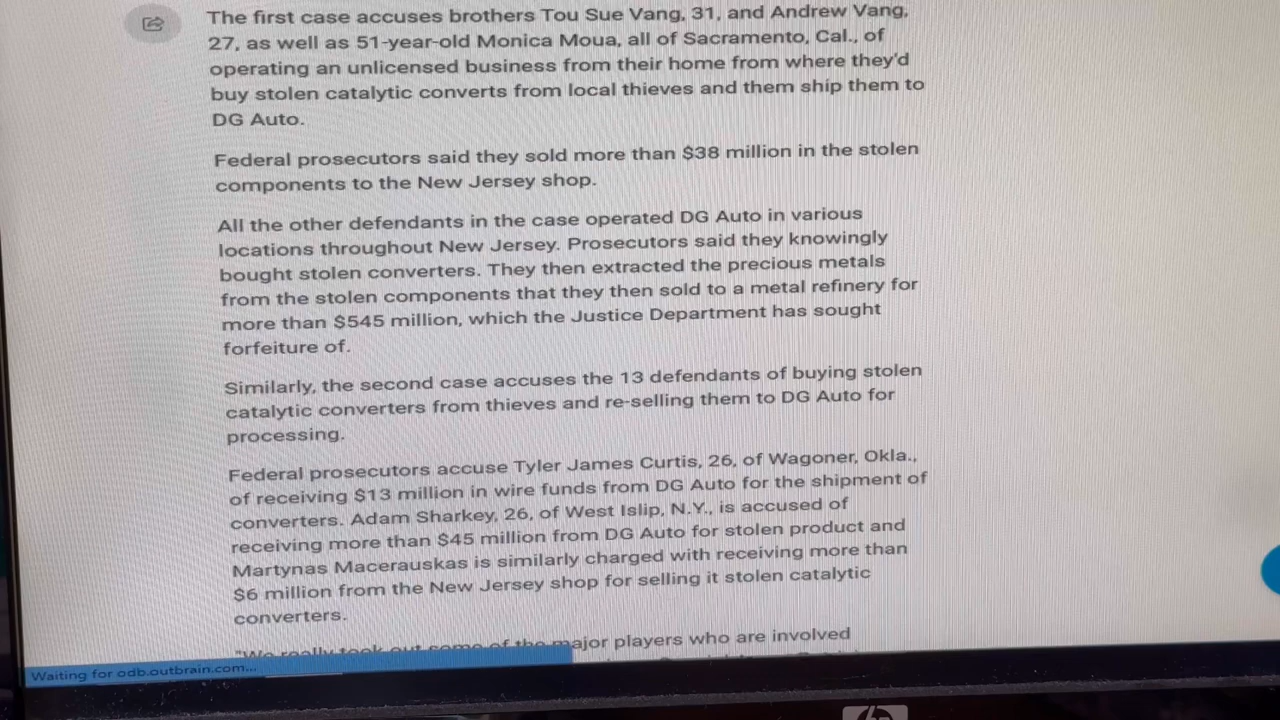 The first case accuses brothers Tou Sue Vang, 31, and Andrew Vang,
27, as well as 51-year-old Monica Moua, all of Sacramento, Cal., of
operating an unlicensed business from their home from where they'd
buy stolen catalytic converts from local thieves and them ship them to
DG Auto.
Federal prosecutors said they sold more than $38 million in the stolen
components to the New Jersey shop.
All the other defendants in the case operated DG Auto in various
locations throughout New Jersey. Prosecutors said they knowingly
bought stolen converters. They then extracted the precious metals
from the stolen components that they then sold to a metal refinery for
more than $545 million, which the Justice Department has sought
forfeiture of.
Similarly, the second case accuses the 13 defendants of buying stolen
catalytic converters from thieves and re-selling them to DG Auto for
processing.
Federal prosecutors accuse Tyler James Curtis, 26, of Wagoner, Okla.,
of receiving $13 million in wire funds from DG Auto for the shipment of
converters. Adam Sharkey, 26, of West Islip, N.Y., is accused of
receiving more than $45 million from DG Auto for stolen product and
Martynas Macerauskas is similarly charged with receiving more than
$6 million from the New Jersey shop for selling it stolen catalytic
converters.
"We really took out some of the major players who are involved
Waiting for odb.outbrain.com...
hp